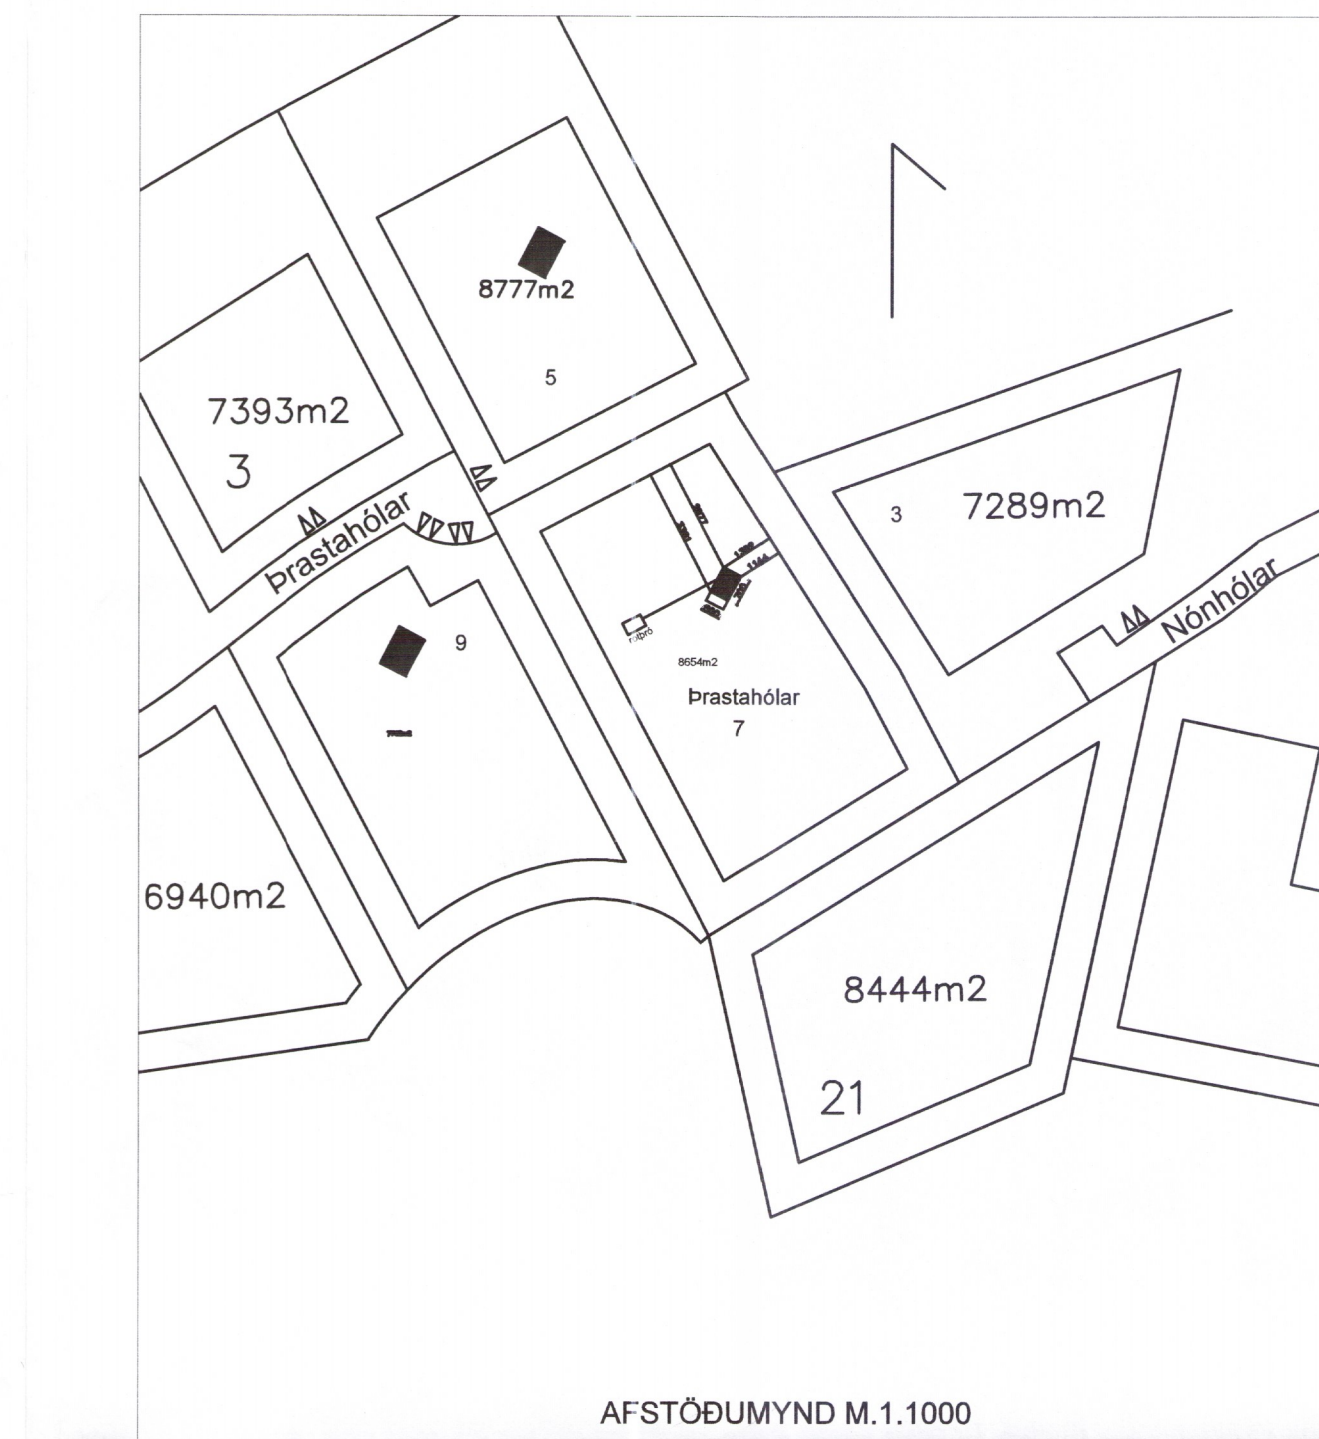 8777m2
5
7393m2
3
Þrastahólar
3
7289m2
Nónhólar
9
rotþró
8654m2
Þrastahólar
7
6940m2
8444m2
21
AFSTÖÐUMYND M.1.1000